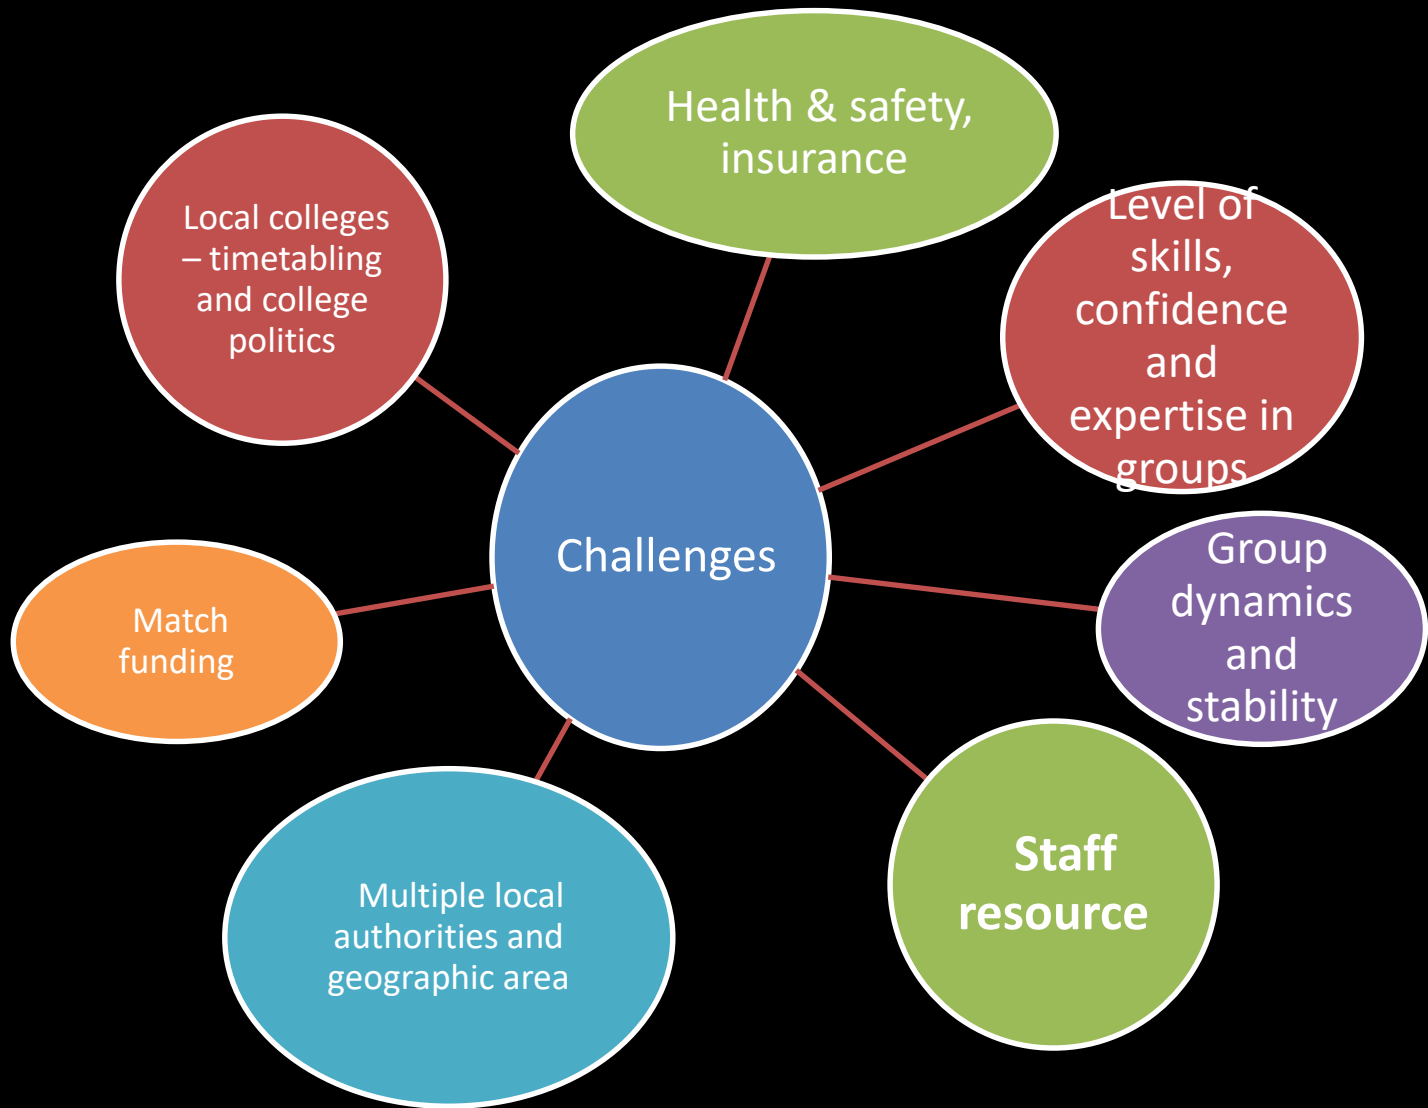 Health & safety,
insurance
Local colleges
– timetabling
and college
politics
Level of
skills,
confidence
and
expertise in
groups
Challenges
Group
dynamics
and
stability
Match
funding
Staff
resource
Multiple local
authorities and
geographic area